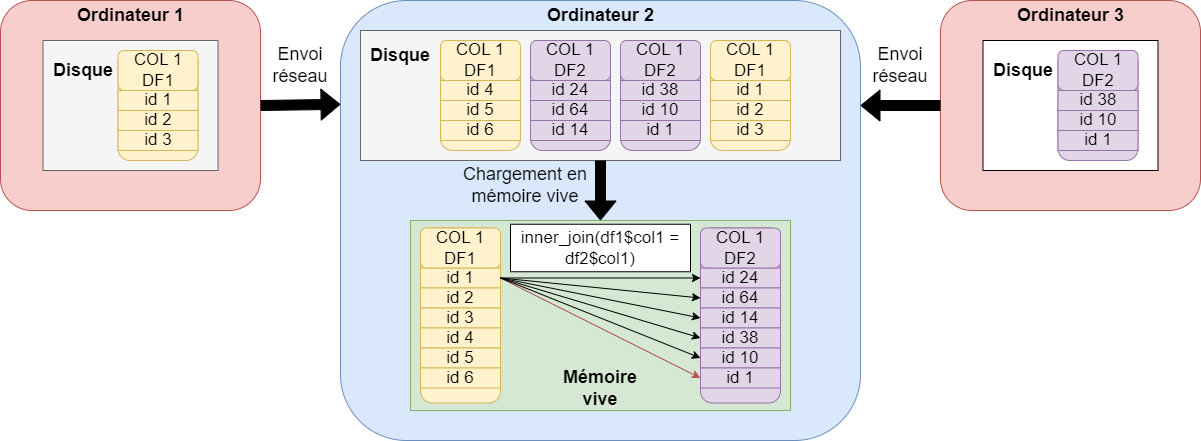 Ordinateur 1
Disque
COL 1
DF1
id 1
id 2
id 3
Envoi
réseau
Ordinateur 2
Disque
COL 1
DF1
id 4
id 5
id 6
COL 1
DF2
id 24
id 64
id 14
COL 1
DF2
id 38
id 10
id 1
COL 1
DF1
id 1
id 2
id 3
Envoi
réseau
Ordinateur 3
Disque
COL 1
DF2
id 38
id 10
id 1
Chargement en
mémoire vive
COL 1
DF1
id 1
id 2
id 3
id 4
id 5
id 6
inner_join(df1$col1 =
df2$col1)
COL 1
DF2
id 24
id 64
id 14
id 38
id 10
id 1
Mémoire
vive